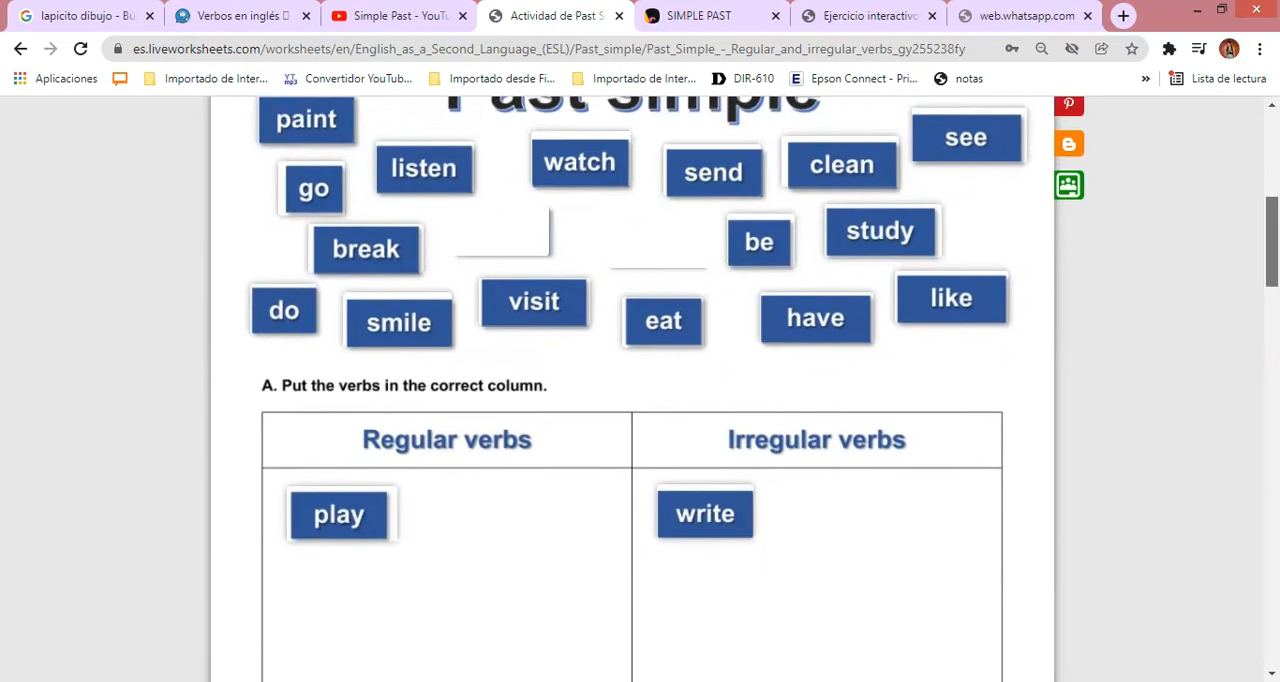 lapicito dibujo - Bú
Verbos en inglés
Simple Past - YouTu
Actividad de Past S
SIMPLE PAST
Ejercicio interactivo
web.whatsapp.com
es.liveworksheets.com/worksheets/en/English_as_a_Second_Language_(ESL)/Past_simple/Past_Simple_-_Regular_and_irregular_verbs_gy255238fy
Aplicaciones
Importado de Inter...
Convertidor YouTub...
Importado desde Fi...
Importado de Inter...
DIR-610
Epson Connect - Pri...
notas
»
Lista de lectura
Past simple
paint
listen
watch
send
clean
see
go
break
be
study
do
smile
visit
eat
have
like
A. Put the verbs in the correct column.
Regular verbs
Irregular verbs
play
write